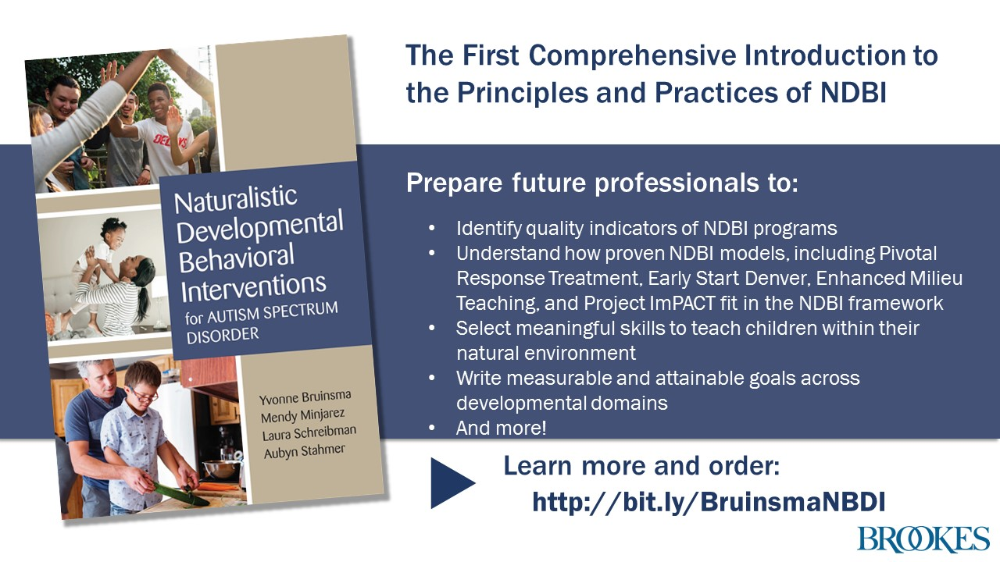 The First Comprehensive Introduction to
the Principles and Practices of NDBI
Naturalistic
Developmental
Behavioral
Interventions
for AUTISM SPECTRUM
DISORDER
Yvonne Bruinsma
Mendy Minjarez
Laura Schreibman
Aubyn Stahmer
Prepare future professionals to:
• Identify quality indicators of NDBI programs
• Understand how proven NDBI models, including Pivotal
Response Treatment, Early Start Denver, Enhanced Milieu
Teaching, and Project ImPACT fit in the NDBI framework
• Select meaningful skills to teach children within their
natural environment
• Write measurable and attainable goals across
developmental domains
• And more!
Learn more and order:
http://bit.ly/BruinsmaNBDI
BROOKES